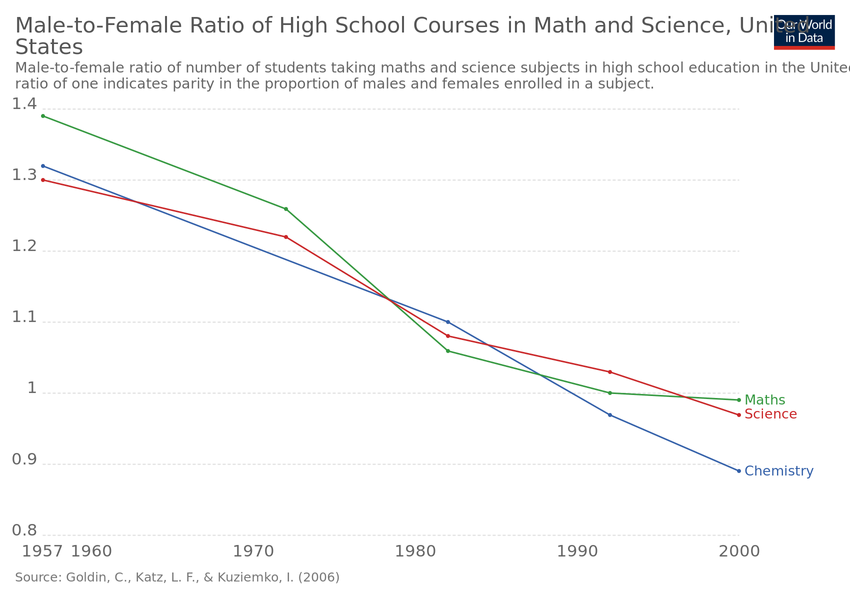 Male-to-Female Ratio of High School Courses in Math and Science, United
States
Our World
in Data
Male-to-female ratio of number of students taking maths and science subjects in high school education in the Unite
ratio of one indicates parity in the proportion of males and females enrolled in a subject.
1.4
1.3
1.2
1.1
1
0.9
0.8
Maths
Science
Chemistry
1957 1960 1970 1980 1990 2000
Source: Goldin, C., Katz, L. F., & Kuziemko, I. (2006)